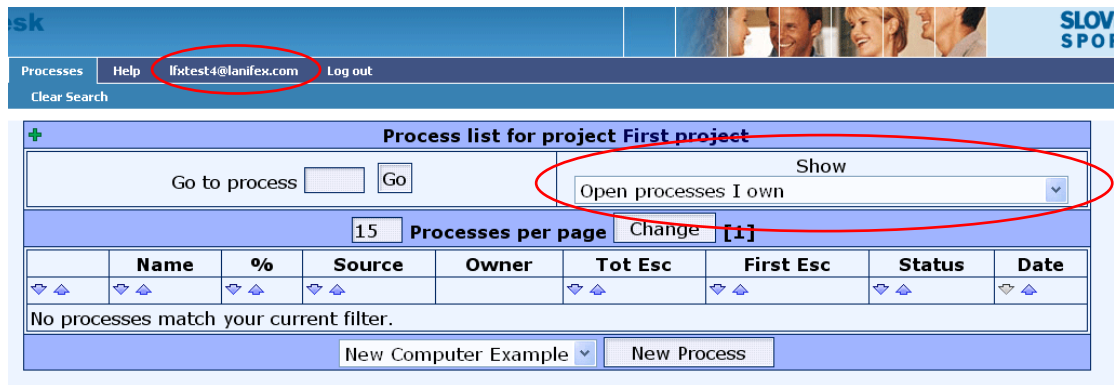 esk
SLOV
SPOR
Processes Help lfxtest4@lanifex.com Log out
Clear Search
Process list for project First project
Go to process Go
Show
Open processes I own
15 Processes per page Change [1]
Name % Source Owner Tot Esc First Esc Status Date
No processes match your current filter.
New Computer Example New Process